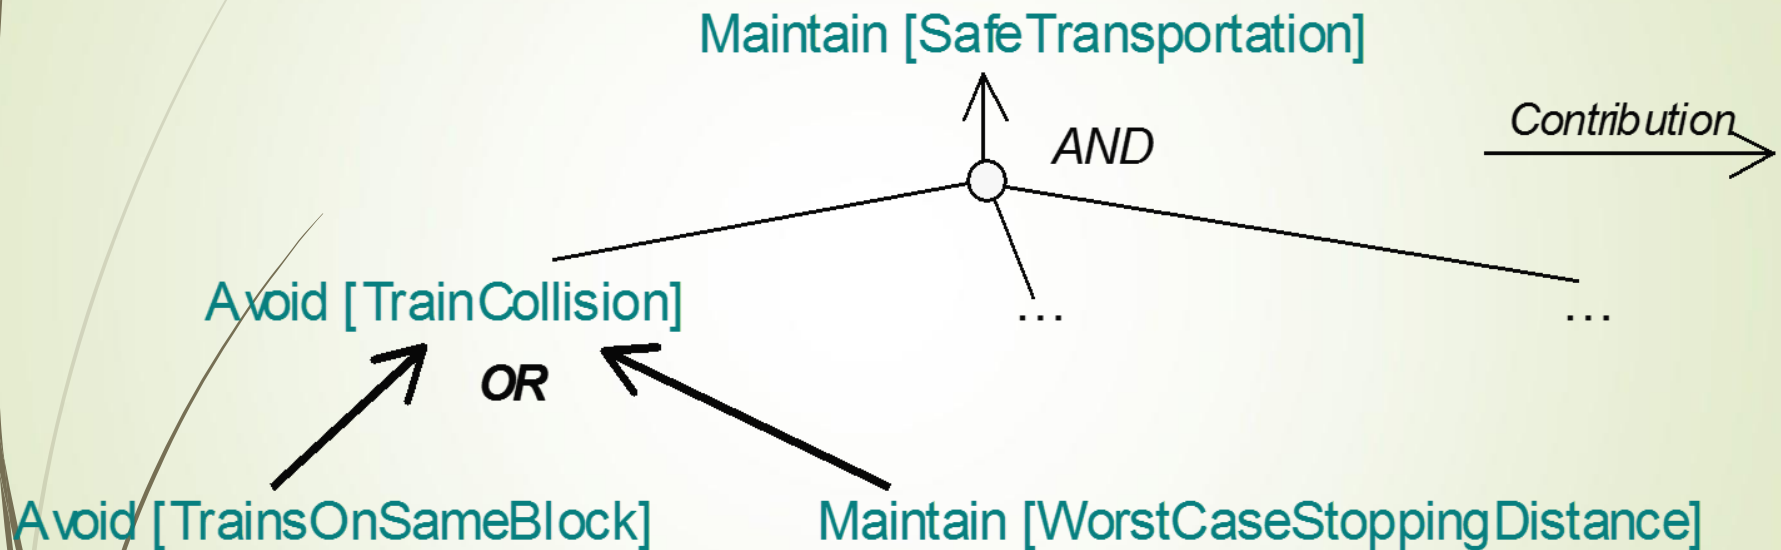 Maintain [SafeTransportation]
Contribution
AND
Avoid [TrainCollision]
...
...
OR
Avoid [TrainsOnSameBlock]
Maintain [WorstCaseStoppingDistance]